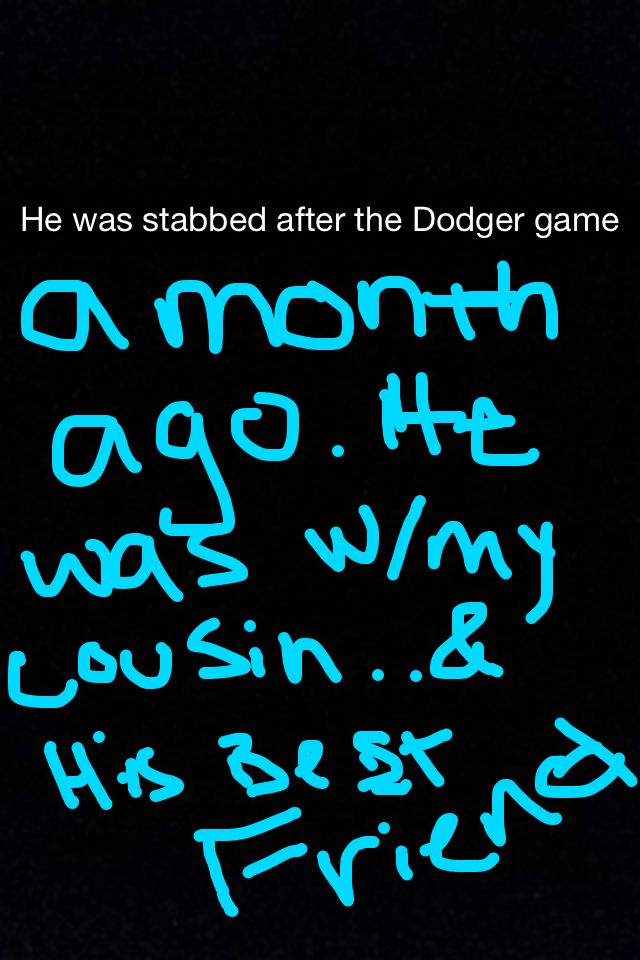 He was stabbed after the Dodger game
a month
ago. He
was w/my
cousin..&
His Best
Friend